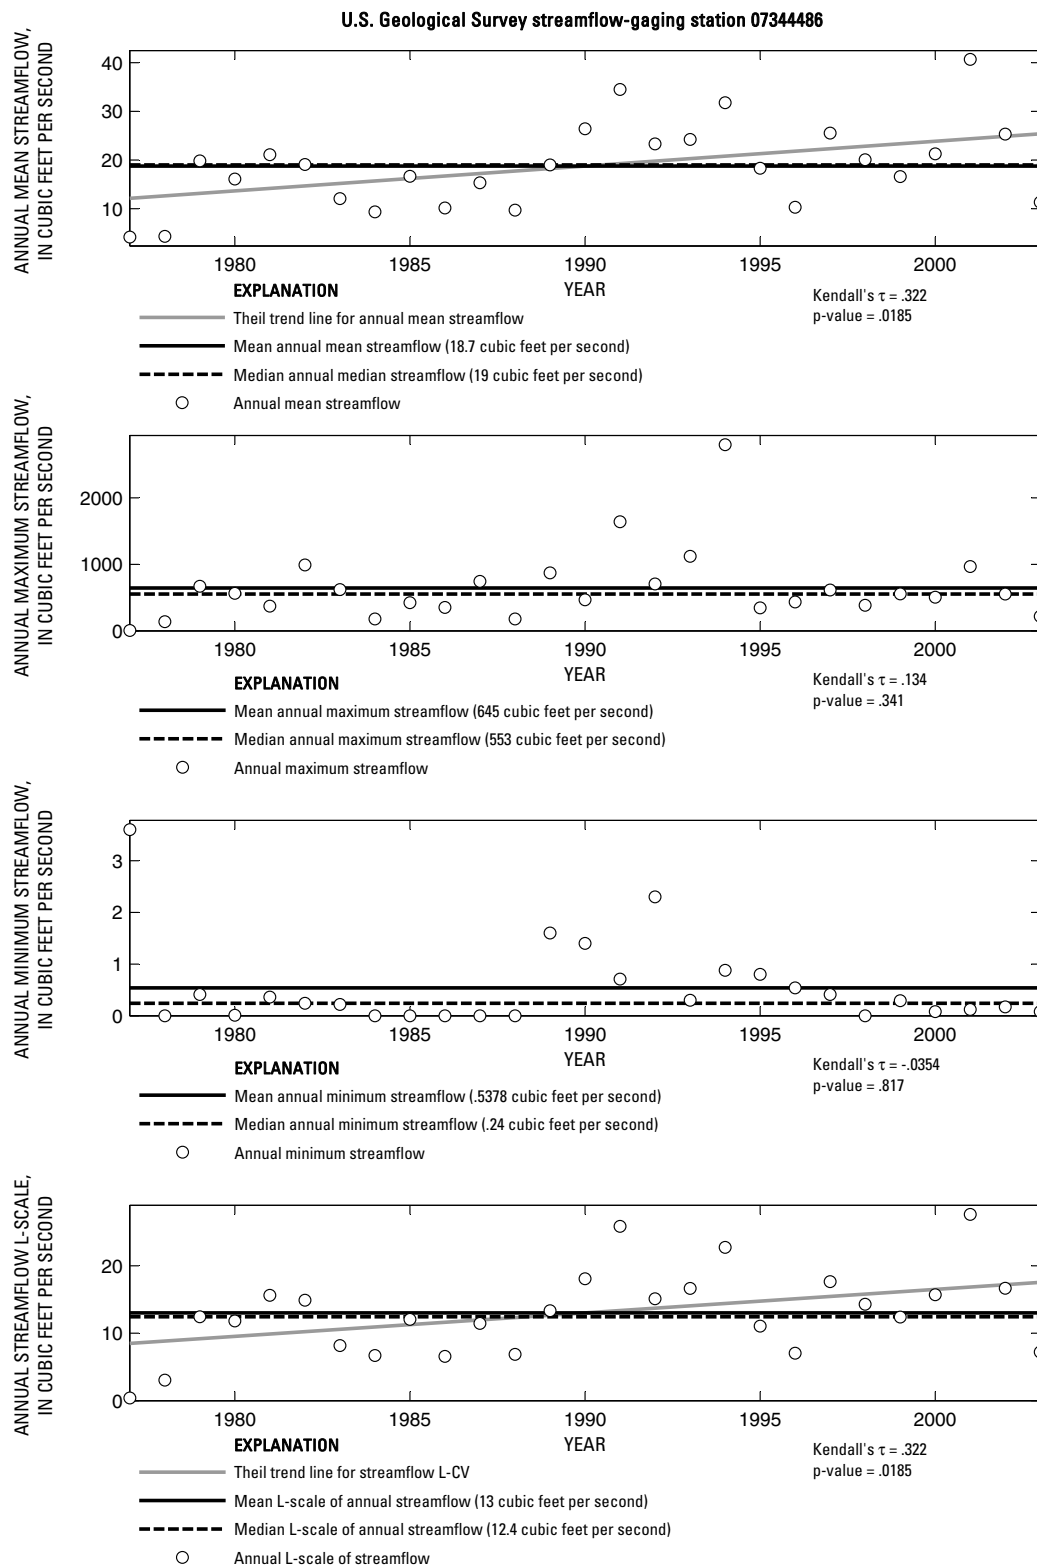 U.S. Geological Survey streamflow-gaging station 07344486
ANNUAL MEAN STREAMFLOW,
IN CUBIC FEET PER SECOND
40
30
20
10
1980 1985 1990 1995 2000
YEAR
Kendall's τ = .322
p-value = .0185
EXPLANATION
Theil trend line for annual mean streamflow
Mean annual mean streamflow (18.7 cubic feet per second)
Median annual median streamflow (19 cubic feet per second)
Annual mean streamflow
ANNUAL MAXIMUM STREAMFLOW,
IN CUBIC FEET PER SECOND
2000
1000
0
1980 1985 1990 1995 2000
YEAR
Kendall's τ = .134
p-value = .341
EXPLANATION
Mean annual maximum streamflow (645 cubic feet per second)
Median annual maximum streamflow (553 cubic feet per second)
Annual maximum streamflow
ANNUAL MINIMUM STREAMFLOW,
IN CUBIC FEET PER SECOND
3
2
1
0
1980 1985 1990 1995 2000
YEAR
Kendall's τ = -.0354
p-value = .817
EXPLANATION
Mean annual minimum streamflow (.5378 cubic feet per second)
Median annual minimum streamflow (.24 cubic feet per second)
Annual minimum streamflow
ANNUAL STREAMFLOW L-SCALE,
IN CUBIC FEET PER SECOND
20
10
0
1980 1985 1990 1995 2000
YEAR
Kendall's τ = .322
p-value = .0185
EXPLANATION
Theil trend line for streamflow L-CV
Mean L-scale of annual streamflow (13 cubic feet per second)
Median L-scale of annual streamflow (12.4 cubic feet per second)
Annual L-scale of streamflow